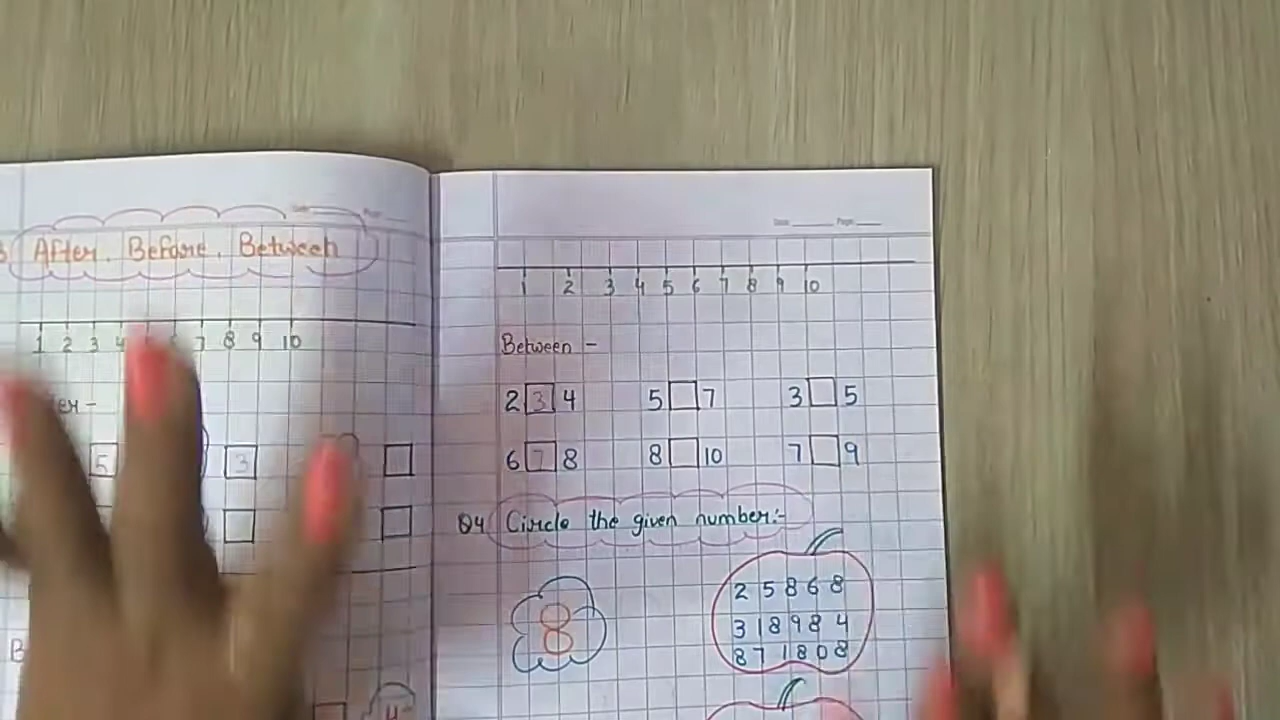 After, Before, Between
1 2 3 4 7 8 9 10
5 3
B
4
Date Page
1 2 3 4 5 6 7 8 9 10
Between -
2 3 4 5 7 3 5
6 7 8 8 10 7 9
Q4 Circle the given number:-
8
2 5 8 6 8
3 1 8 9 8 4
8 7 1 8 0 8